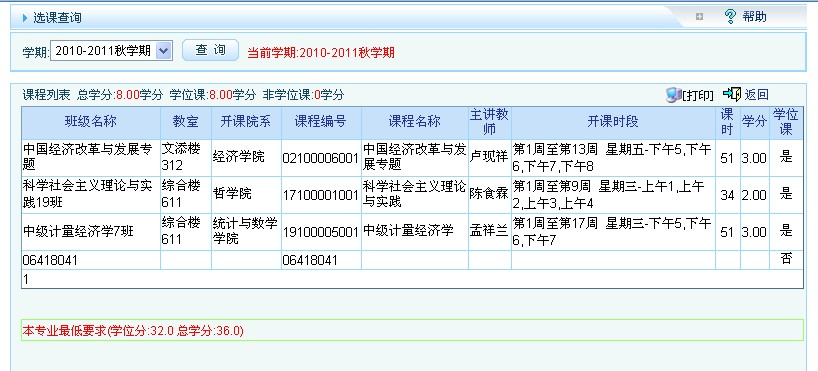 选课查询
帮助
学期: 2010-2011秋学期 查 询 当前学期:2010-2011秋学期
课程列表 总学分:8.00学分 学位课:8.00学分 非学位课:0学分 [打印] 返回
班级名称 教室 开课院系 课程编号 课程名称 主讲教师 开课时段 课时 学分 学位课
中国经济改革与发展专题 文添楼312 经济学院 02100006001 中国经济改革与发展专题 卢现祥 第1周至第13周 星期五-下午5,下午6,下午7,下午8 51 3.00 是
科学社会主义理论与实践19班 综合楼611 哲学院 17100001001 科学社会主义理论与实践 陈食霖 第1周至第9周 星期三-上午1,上午2,上午3,上午4 34 2.00 是
中级计量经济学7班 综合楼611 统计与数学学院 19100005001 中级计量经济学 孟祥兰 第1周至第17周 星期三-下午5,下午6,下午7 51 3.00 是
06418041 06418041 否
1
本专业最低要求(学位分:32.0 总学分:36.0)